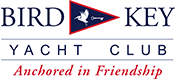 BIRD KEY
YACHT CLUB
Anchored in Friendship